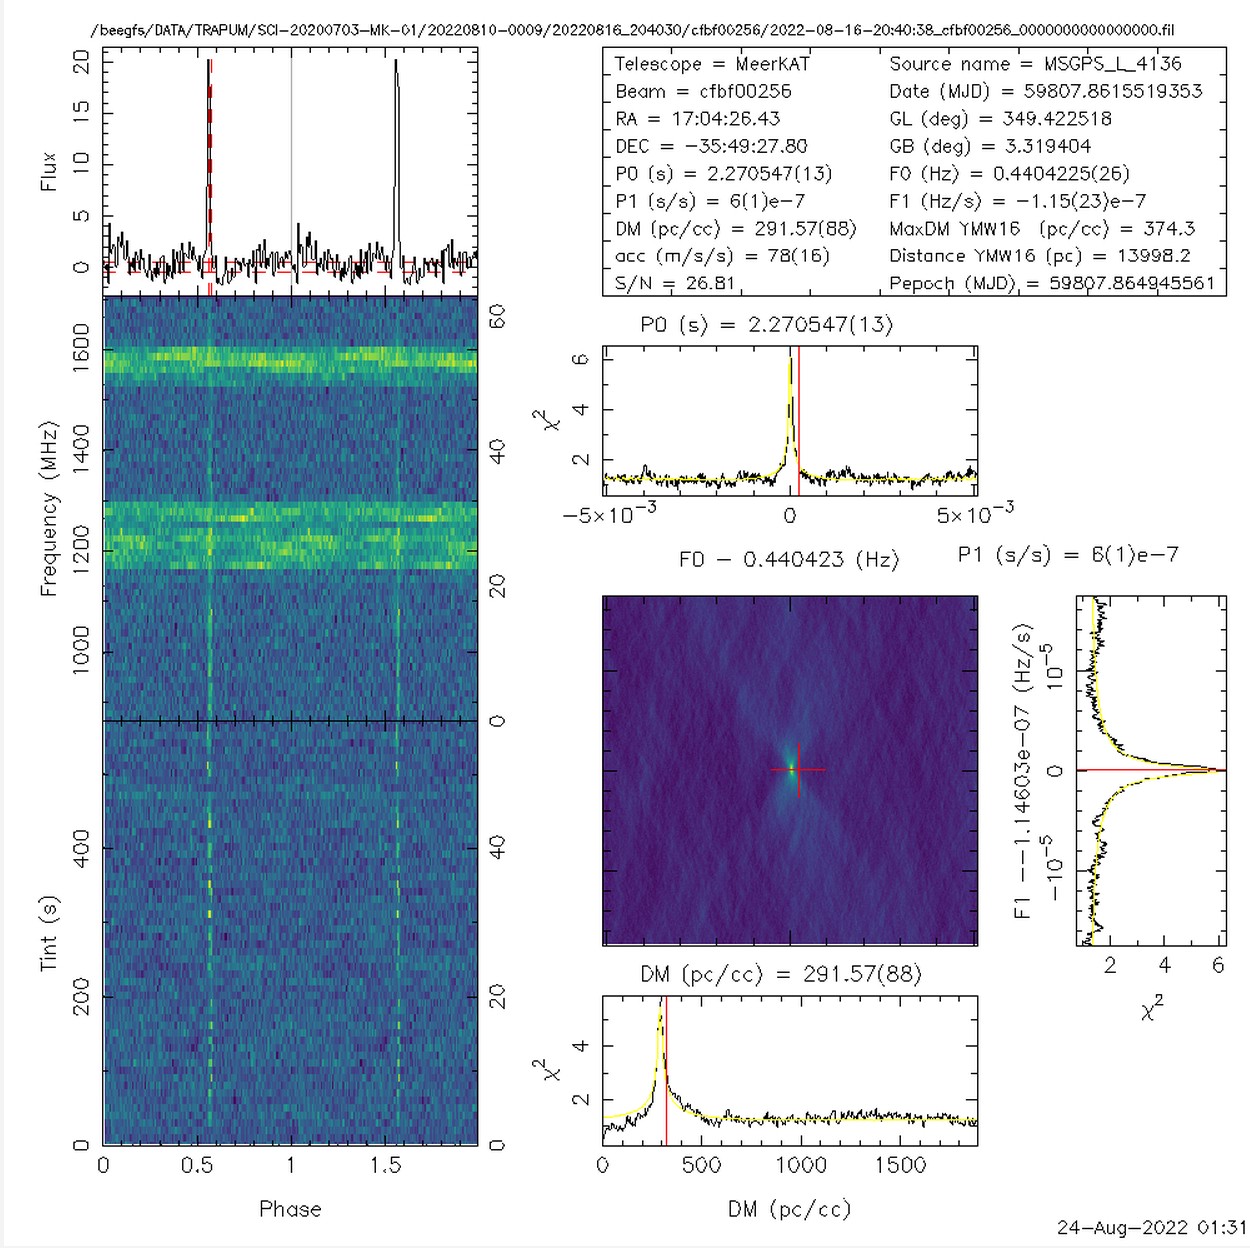 /beegfs/DATA/TRAPUM/SCI-20200703-MK-01/20220810-0009/20220816_204030/cfbf00256/2022-08-16-20:40:38_cfbf00256_0000000000000000.fil
Telescope = MeerKAT Source name = MSGPS_L_4136
Beam = cfbf00256 Date (MJD) = 59807.8615519353
RA = 17:04:26.43 GL (deg) = 349.422518
DEC = -35:49:27.80 GB (deg) = 3.319404
P0 (s) = 2.270547(13) F0 (Hz) = 0.4404225(26)
P1 (s/s) = 6(1)e-7 F1 (Hz/s) = -1.15(23)e-7
DM (pc/cc) = 291.57(88) MaxDM YMW16 (pc/cc) = 374.3
acc (m/s/s) = 78(16) Distance YMW16 (pc) = 13998.2
S/N = 26.81 Pepoch (MJD) = 59807.864945561
Flux
0 5 10 15 20
Frequency (MHz)
1000 1200 1400 1600
0 20 40 60
Tint (s)
0 200 400
0 20 40
0 0.5 1 1.5
Phase
P0 (s) = 2.270547(13)
χ²
2 4 6
−5×10⁻³ 0 5×10⁻³
F0 − 0.440423 (Hz)
P1 (s/s) = 6(1)e-7
F1 −-1.14603e-07 (Hz/s)
−10⁻⁵ 0 10⁻⁵
2 4 6
χ²
DM (pc/cc) = 291.57(88)
χ²
2 4
0 500 1000 1500
DM (pc/cc)
24-Aug-2022 01:31